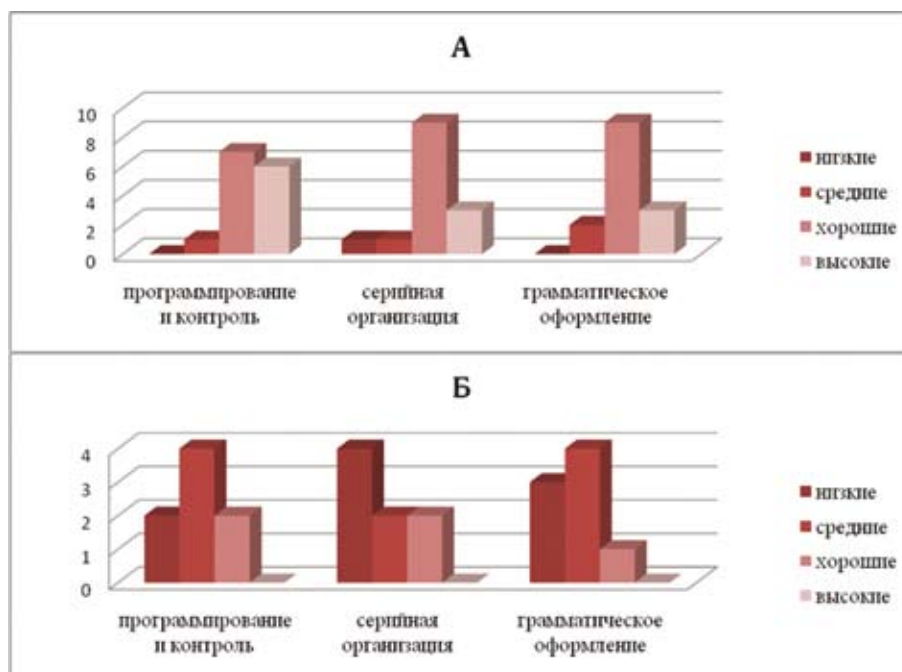 А
10
8
6
4
2
0
программирование
и контроль
серийная
организация
грамматическое
оформление
низкие
средние
хорошие
высокие
Б
4
3
2
1
0
программирование
и контроль
серийная
организация
грамматическое
оформление
низкие
средние
хорошие
высокие